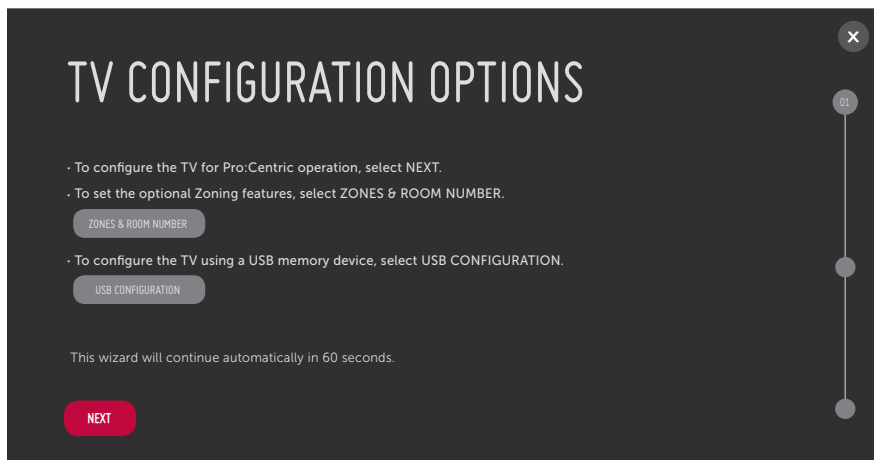 X
TV CONFIGURATION OPTIONS
01
· To configure the TV for Pro:Centric operation, select NEXT.
· To set the optional Zoning features, select ZONES & ROOM NUMBER.
ZONES & ROOM NUMBER
· To configure the TV using a USB memory device, select USB CONFIGURATION.
USB CONFIGURATION
This wizard will continue automatically in 60 seconds.
NEXT